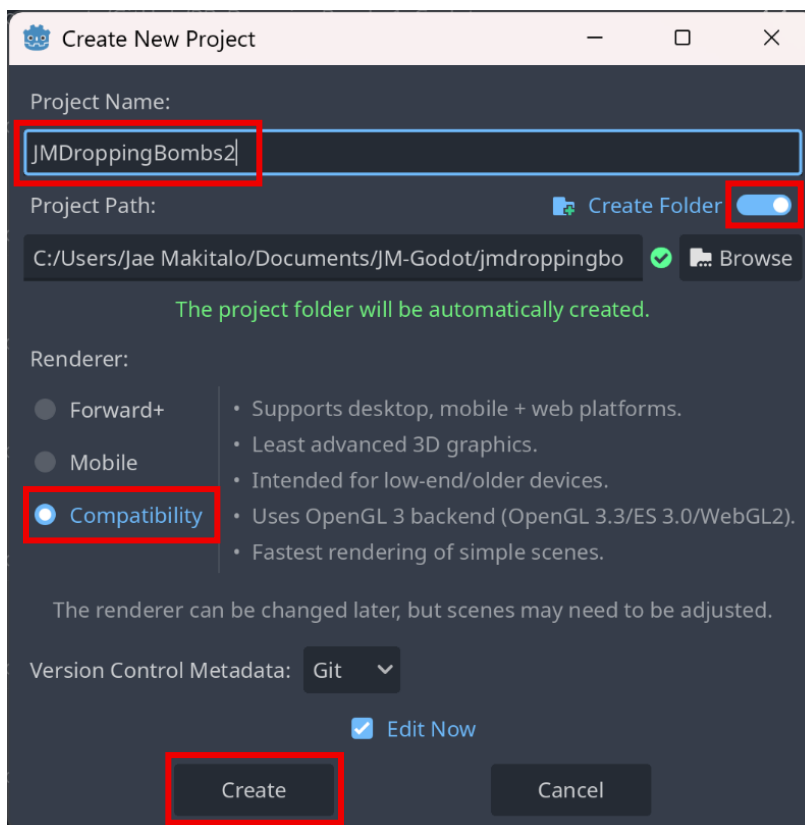 Create New Project
Project Name:
JMDroppingBombs2
Project Path:
Create Folder
C:/Users/Jae Makitalo/Documents/JM-Godot/jmdroppingbo
Browse
The project folder will be automatically created.
Renderer:
Forward+
Mobile
Compatibility
• Supports desktop, mobile + web platforms.
• Least advanced 3D graphics.
• Intended for low-end/older devices.
• Uses OpenGL 3 backend (OpenGL 3.3/ES 3.0/WebGL2).
• Fastest rendering of simple scenes.
The renderer can be changed later, but scenes may need to be adjusted.
Version Control Metadata: Git
Edit Now
Create
Cancel